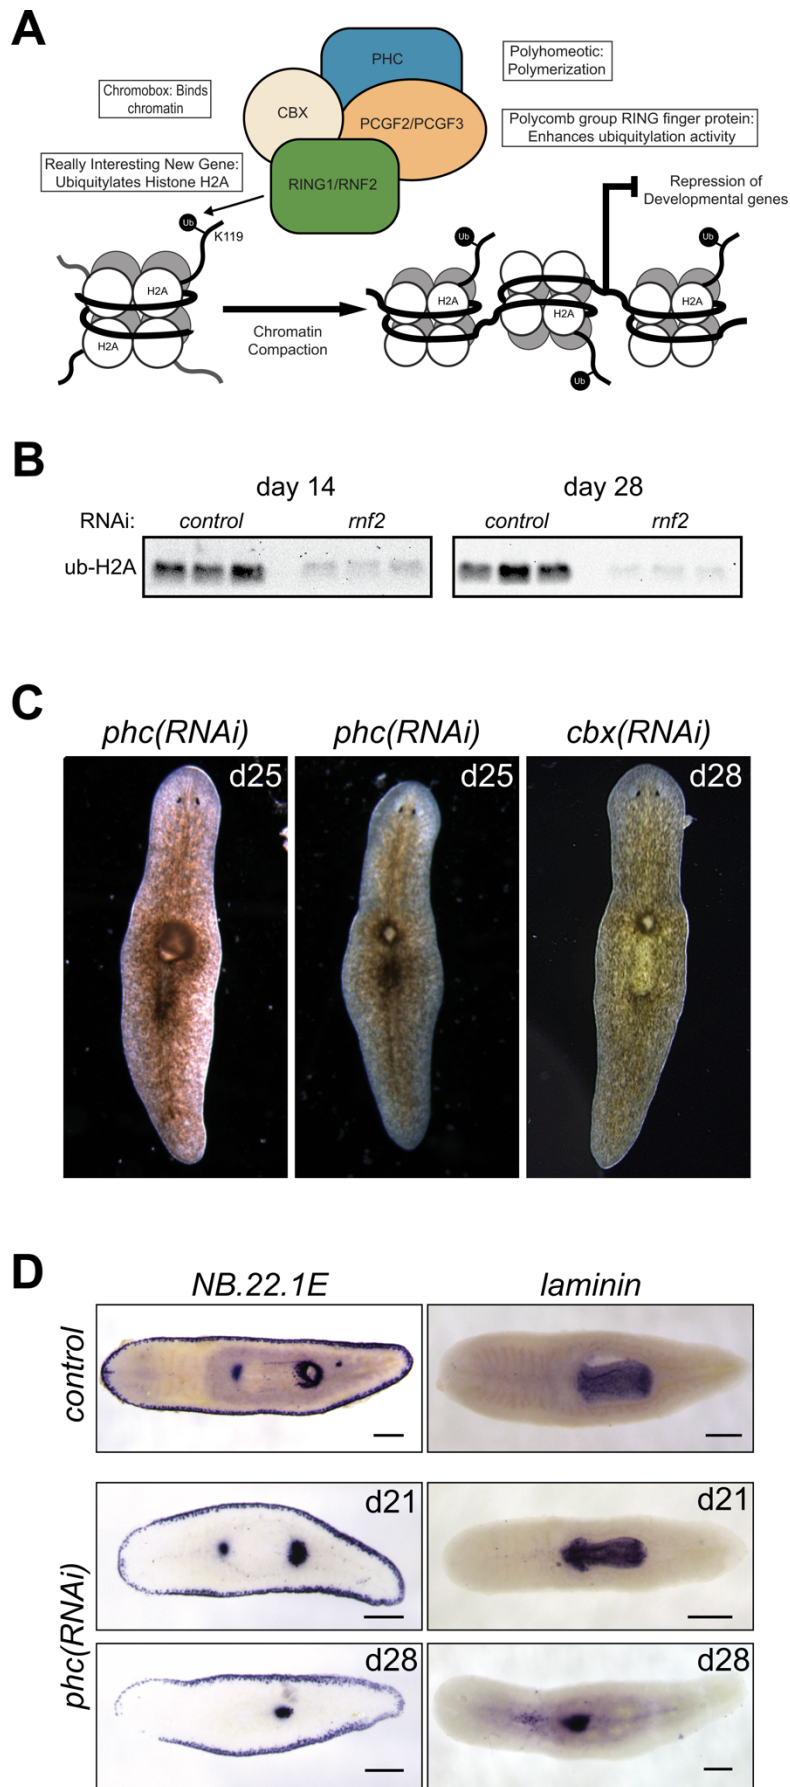 A
PHC
Polyhomeotic:
Polymerization
Chromobox: Binds
chromatin
CBX
PCGF2/PCGF3
Polycomb group RING finger protein:
Enhances ubiquitylation activity
Really Interesting New Gene:
Ubiquitylates Histone H2A
RING1/RNF2
Repression of
Developmental genes
Ub
K119
Ub
Ub
H2A
H2A
H2A
H2A
H2A
Chromatin
Compaction
Ub
B
day 14
day 28
RNAi:
control
rnf2
control
rnf2
ub-H2A
C
phc(RNAi)
phc(RNAi)
cbx(RNAi)
d25
d25
d28
D
NB.22.1E
laminin
control
d21
d21
phc(RNAi)
d28
d28